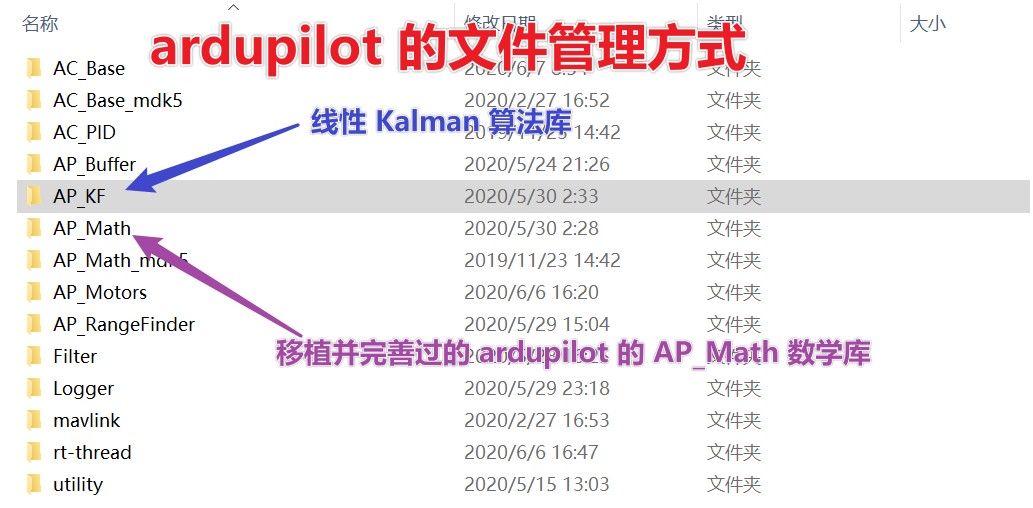 名称 修改日期 类型 大小
ardupilot 的文件管理方式
AC_Base 2020/6/7 文件夹
AC_Base_mdk5 2020/2/27 16:52 文件夹
线性 Kalman 算法库
AC_PID 14:42 文件夹
AP_Buffer 2020/5/24 21:26 文件夹
AP_KF 2020/5/30 2:33 文件夹
AP_Math 2020/5/30 2:28 文件夹
AP_Math_mdk5 2019/11/23 14:42 文件夹
AP_Motors 2020/6/6 16:20 文件夹
AP_RangeFinder 2020/5/29 15:04 文件夹
移植并完善过的 ardupilot 的 AP_Math 数学库
Filter 文件夹
Logger 2020/5/29 23:18 文件夹
mavlink 2020/2/27 16:53 文件夹
rt-thread 2020/6/6 16:47 文件夹
utility 2020/5/15 13:03 文件夹